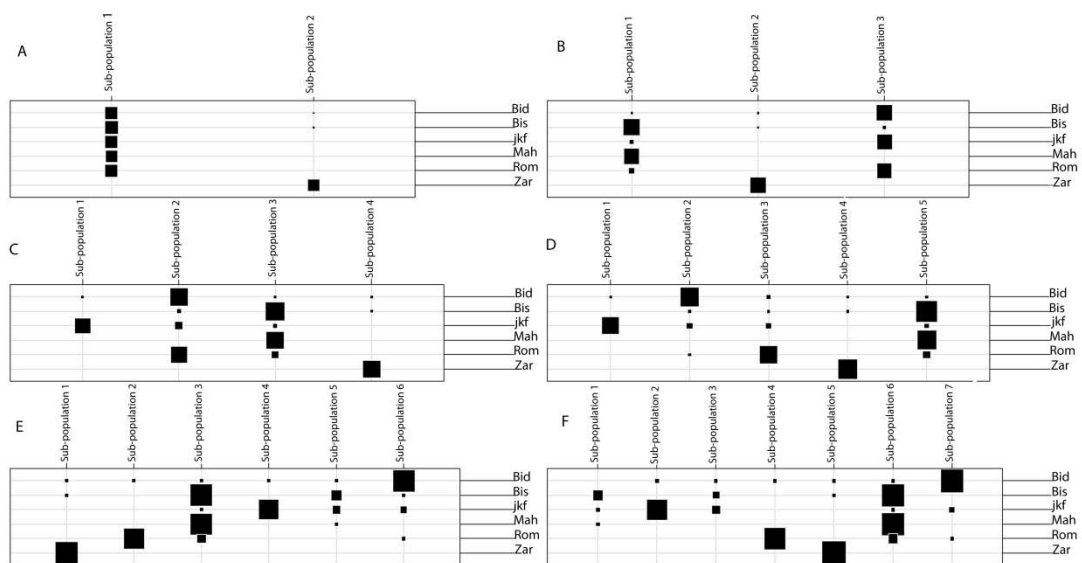 A
Sub-population 1
Sub-population 2
Bid
Bis
jkf
Mah
Rom
Zar
B
Sub-population 1
Sub-population 2
Sub-population 3
Bid
Bis
jkf
Mah
Rom
Zar
C
Sub-population 1
Sub-population 2
Sub-population 3
Sub-population 4
Bid
Bis
jkf
Mah
Rom
Zar
D
Sub-population 1
Sub-population 2
Sub-population 3
Sub-population 4
Sub-population 5
Bid
Bis
jkf
Mah
Rom
Zar
E
Sub-population 1
Sub-population 2
Sub-population 3
Sub-population 4
Sub-population 5
Sub-population 6
Bid
Bis
jkf
Mah
Rom
Zar
F
Sub-population 1
Sub-population 2
Sub-population 3
Sub-population 4
Sub-population 5
Sub-population 6
Sub-population 7
Bid
Bis
jkf
Mah
Rom
Zar